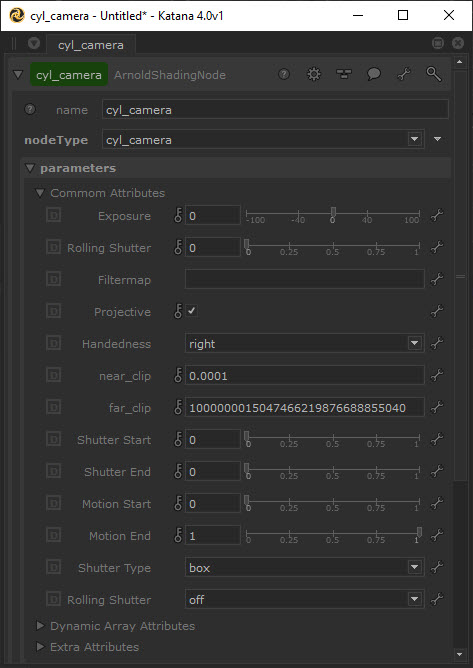 cyl_camera - Untitled* - Katana 4.0v1
cyl_camera
cyl_camera ArnoldShadingNode
name cyl_camera
nodeType cyl_camera
parameters
Commom Attributes
D Exposure 0 -100 -40 0 40 100
D Rolling Shutter 0 0 0.25 0.5 0.75 1
D Filtermap
D Projective
D Handedness right
D near_clip 0.0001
D far_clip 1000000015047466219876688855040
D Shutter Start 0 0 0.25 0.5 0.75 1
D Shutter End 0 0 0.25 0.5 0.75 1
D Motion Start 0 0 0.25 0.5 0.75 1
D Motion End 1 0 0.25 0.5 0.75 1
D Shutter Type box
D Rolling Shutter off
Dynamic Array Attributes
Extra Attributes